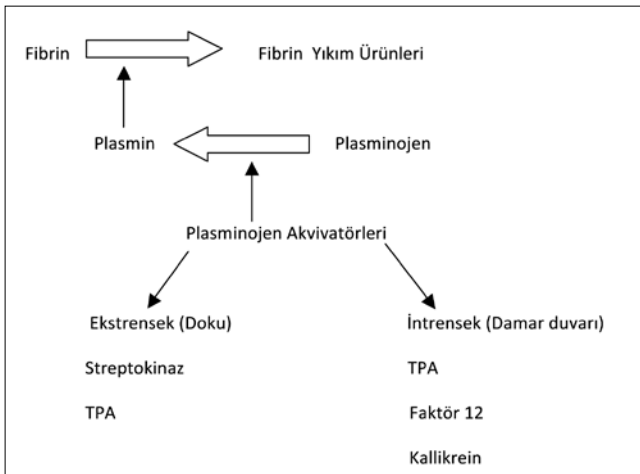 Fibrin
Fibrin Yıkım Ürünleri
Plasmin
Plasminojen
Plasminojen Akvivatörleri
Ekstrensek (Doku)
İntrensek (Damar duvarı)
Streptokinaz
TPA
TPA
Faktör 12
Kallikrein